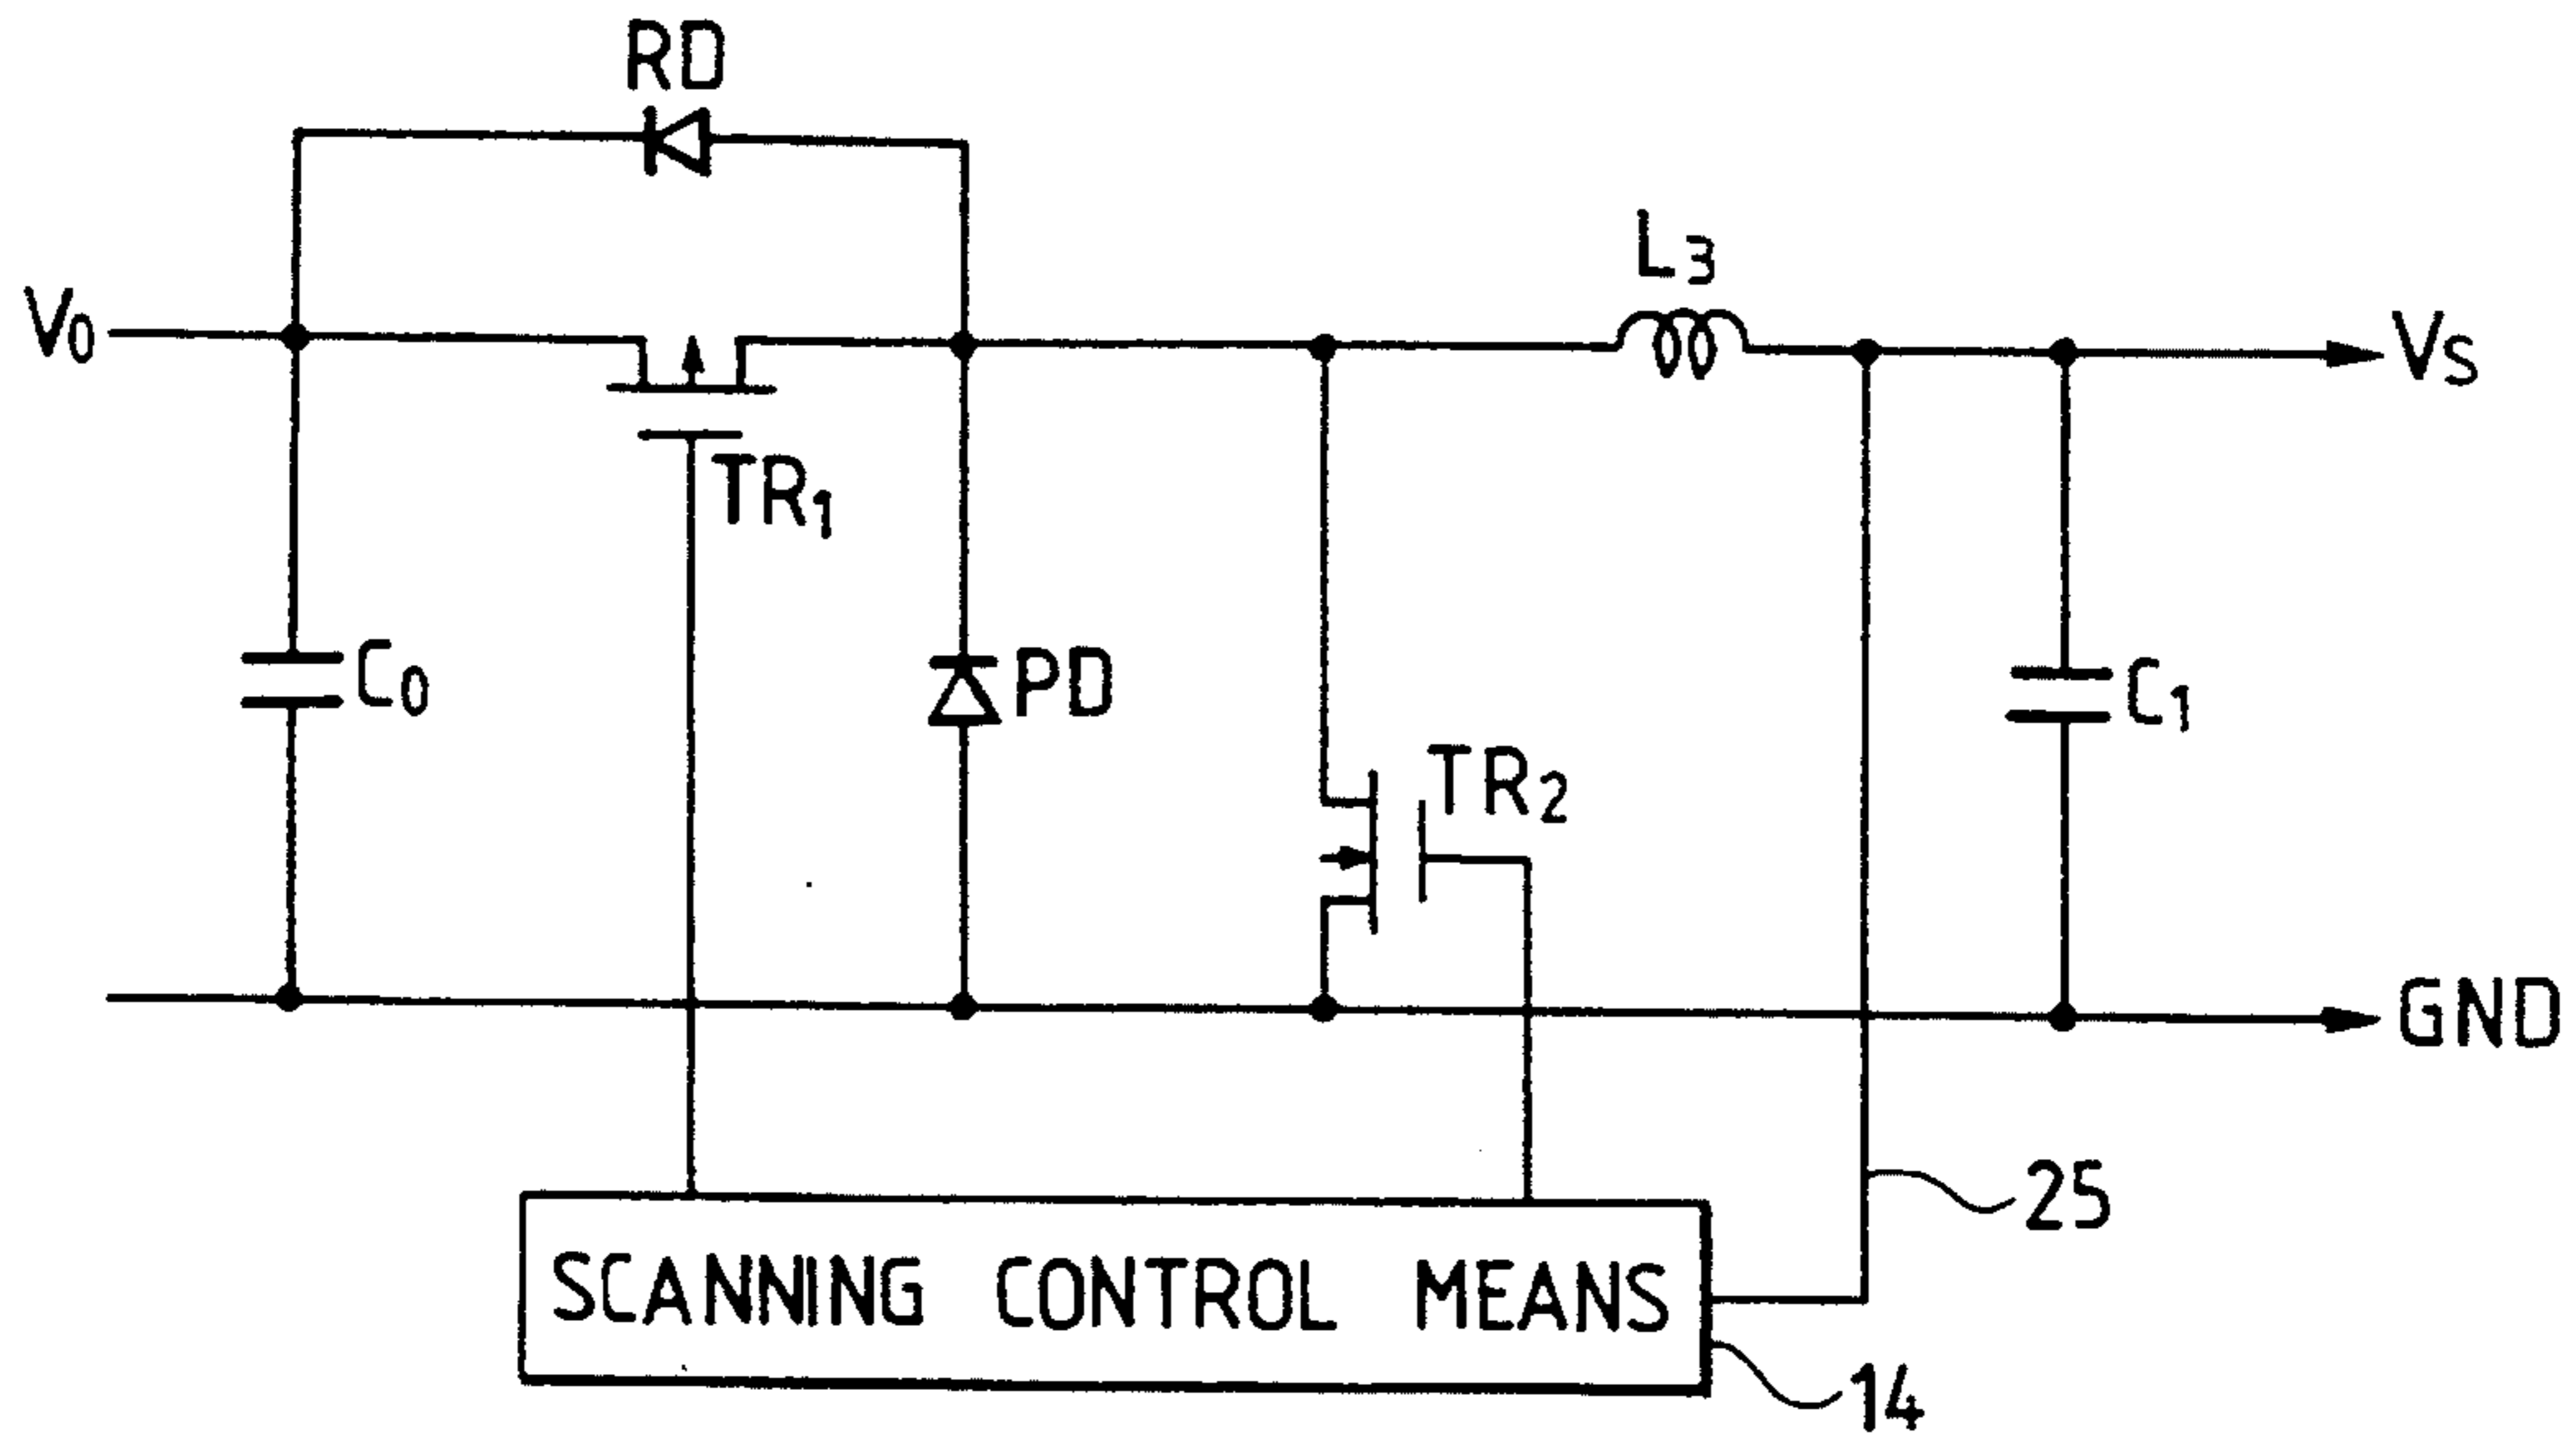 RD
V0
L3
VS
TR1
C0
PD
C1
TR2
GND
25
SCANNING CONTROL MEANS
14